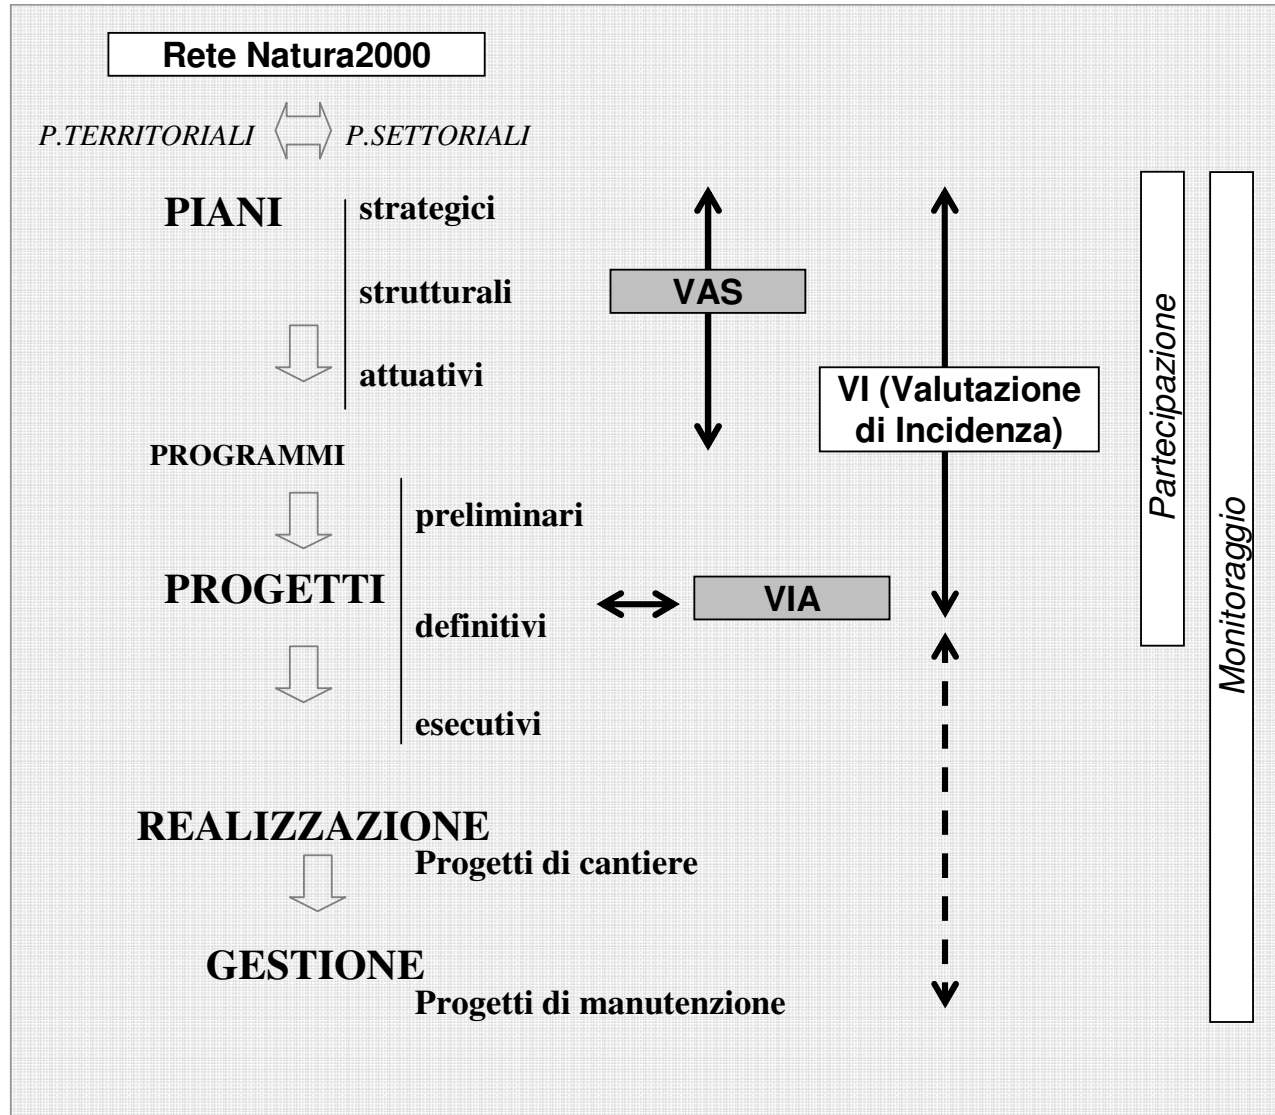 Rete Natura2000
P.TERRITORIALI P.SETTORIALI
PIANI
strategici
strutturali
attuativi
VAS
VI (Valutazione
di Incidenza)
PROGRAMMI
preliminari
PROGETTI
definitivi
VIA
esecutivi
REALIZZAZIONE
Progetti di cantiere
GESTIONE
Progetti di manutenzione
Partecipazione
Monitoraggio